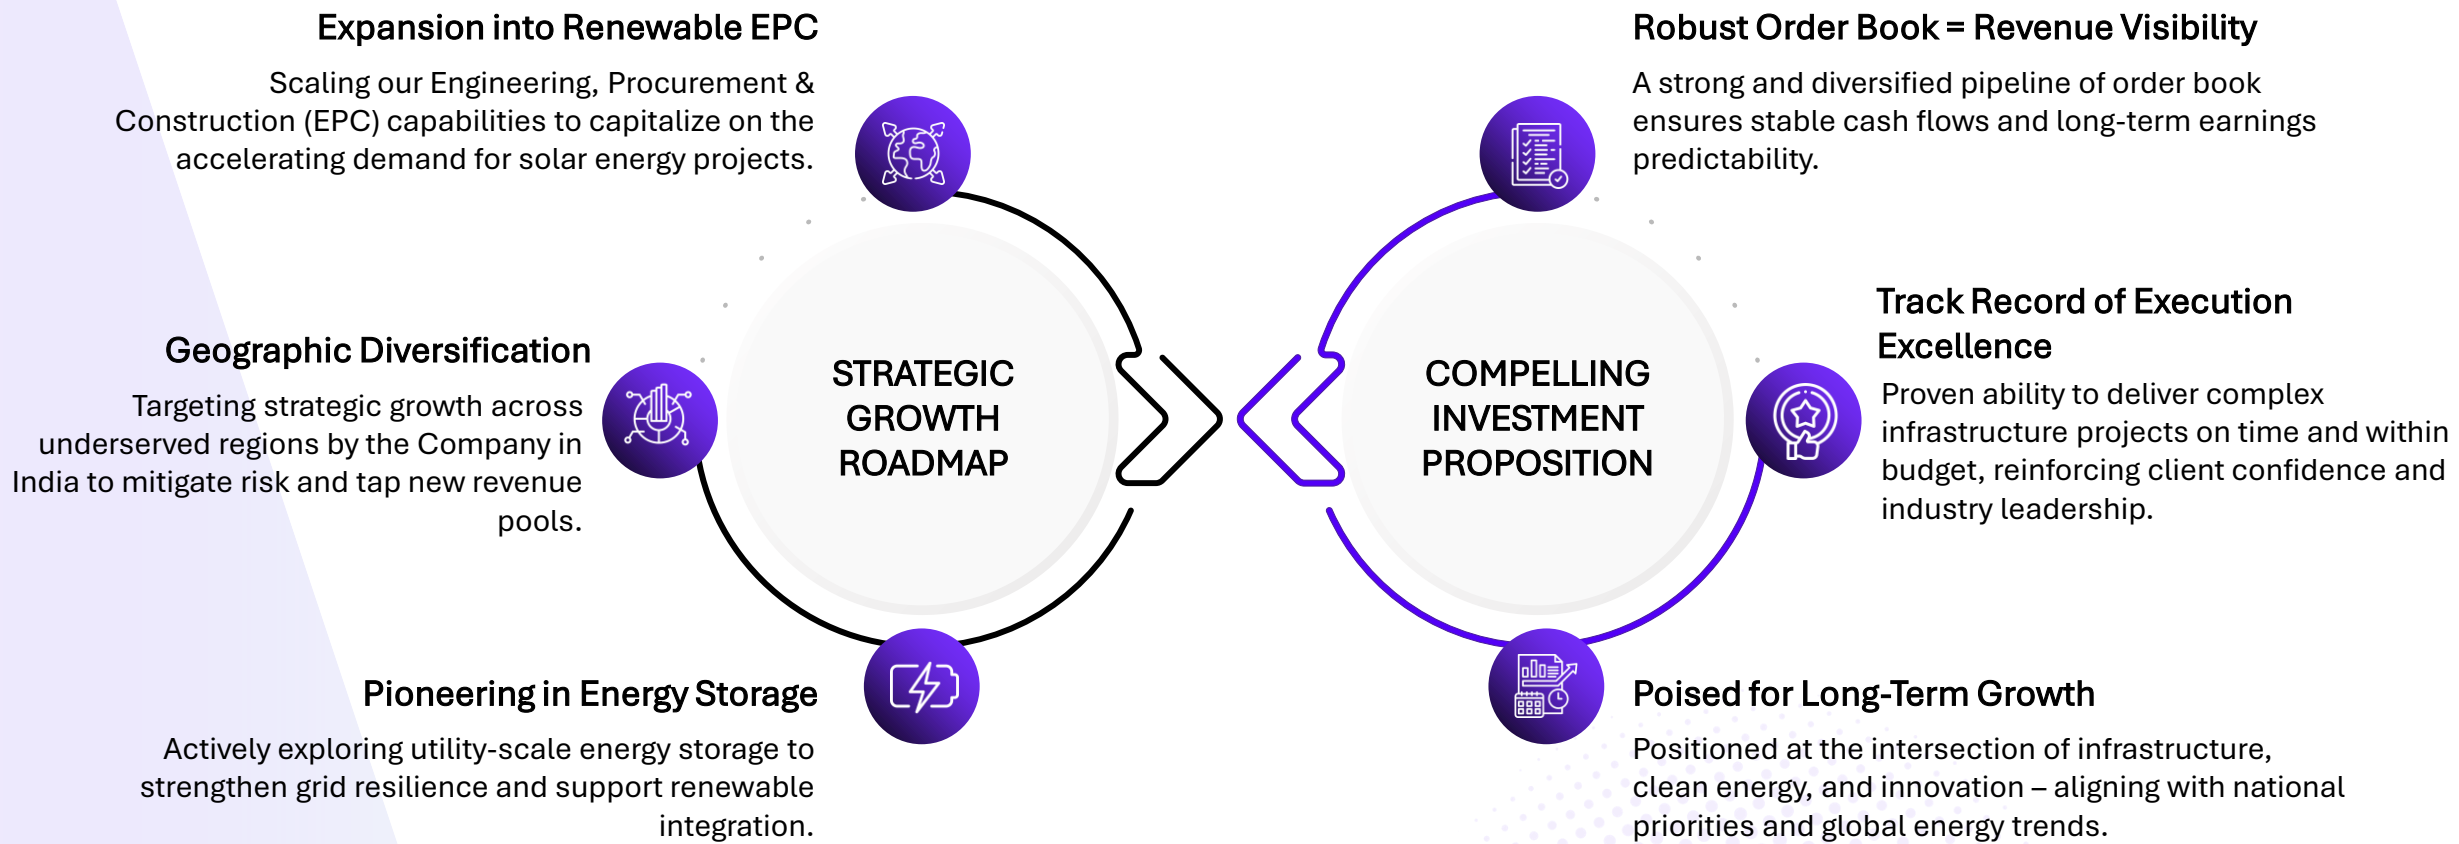 Expansion into Renewable EPC
Scaling our Engineering, Procurement &
Construction (EPC) capabilities to capitalize on the
accelerating demand for solar energy projects.
Geographic Diversification
Targeting strategic growth across
underserved regions by the Company in
India to mitigate risk and tap new revenue
pools.
Pioneering in Energy Storage
Actively exploring utility-scale energy storage to
strengthen grid resilience and support renewable
integration.
STRATEGIC
GROWTH
ROADMAP
COMPELLING
INVESTMENT
PROPOSITION
Robust Order Book = Revenue Visibility
A strong and diversified pipeline of order book
ensures stable cash flows and long-term earnings
predictability.
Track Record of Execution
Excellence
Proven ability to deliver complex
infrastructure projects on time and within
budget, reinforcing client confidence and
industry leadership.
Poised for Long-Term Growth
Positioned at the intersection of infrastructure,
clean energy, and innovation – aligning with national
priorities and global energy trends.